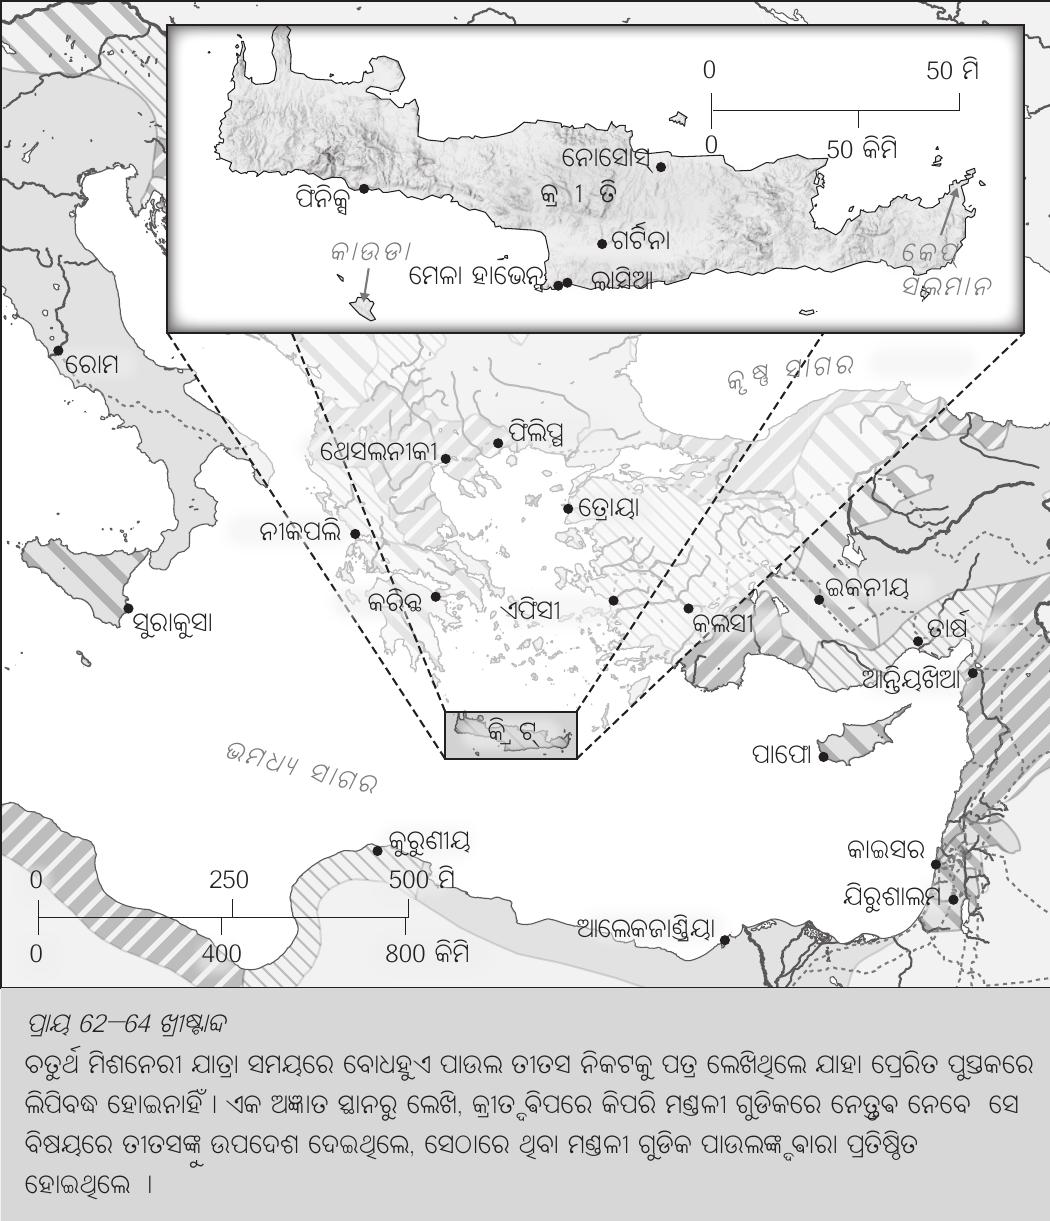 0 50 ମି
0 50 କିମି
ନୋସୋସ୍
କ୍ରୀତି
ଫିନିକ୍ସ
ଗର୍ଟିନା
କାଉଡା
ମେଳା ହାଭେନ୍ସ
ଲାସିଆ
କେପ୍
ସଲମାନ
ରୋମ
କୃଷ୍ଣ ସାଗର
ଫିଲିପ୍ପ
ଥେସଲନୀକୀ
ତ୍ରୋୟା
ନୀକପଲି
ଇକନୀୟ
କରିନ୍ଥ
ଏଫିସୀ
କଲସୀ
ସୁରାକୁସା
ତାର୍ଷ
ଆନ୍ତିୟଖିଆ
କ୍ରିଟ୍
ଭୂମଧ୍ୟ ସାଗର
ପାଫୋ
କୁରୁଣୀୟ
କାଇସର
0 250 500 ମି
ଯିରୁଶାଲମ
0 400 800 କିମି
ଆଲେକଜାଣ୍ଡ୍ରିୟା
ପ୍ରାୟ 62–64 ଖ୍ରୀଷ୍ଟାବ୍ଦ
ଚତୁର୍ଥ ମିଶନେରୀ ଯାତ୍ରା ସମୟରେ ବୋଧହୁଏ ପାଉଲ ତୀତସ ନିକଟକୁ ପତ୍ର ଲେଖିଥିଲେ ଯାହା ପ୍ରେରିତ ପୁସ୍ତକରେ
ଲିପିବଦ୍ଧ ହୋଇନାହିଁ । ଏକ ଅଜ୍ଞାତ ସ୍ଥାନରୁ ଲେଖି, କ୍ରୀତଦ୍ୱୀପରେ କିପରି ମଣ୍ଡଳୀ ଗୁଡିକରେ ନେତୃତ୍ୱ ନେବେ ସେ
ବିଷୟରେ ତୀତସଙ୍କୁ ଉପଦେଶ ଦେଇଥିଲେ, ସେଠାରେ ଥିବା ମଣ୍ଡଳୀ ଗୁଡିକ ପାଉଲଙ୍କଦ୍ୱାରା ପ୍ରତିଷ୍ଠିତ
ହୋଇଥିଲେ ।